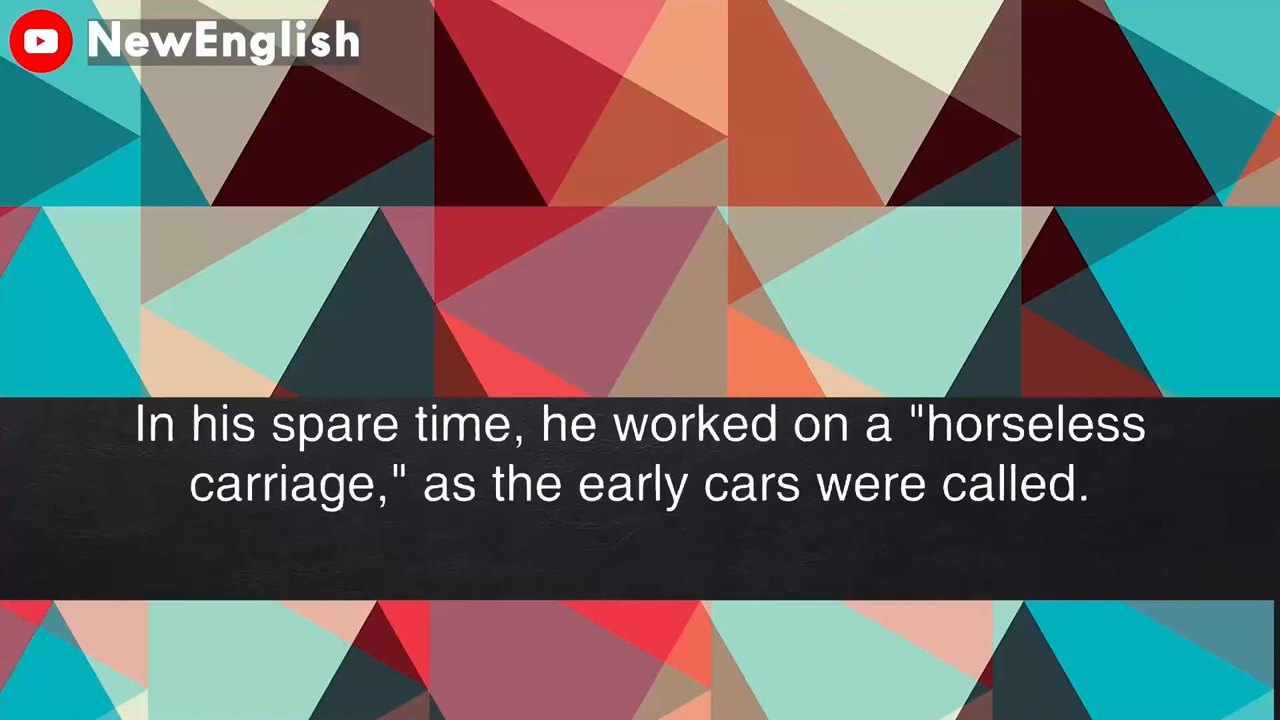 NewEnglish
In his spare time, he worked on a "horseless
carriage," as the early cars were called.